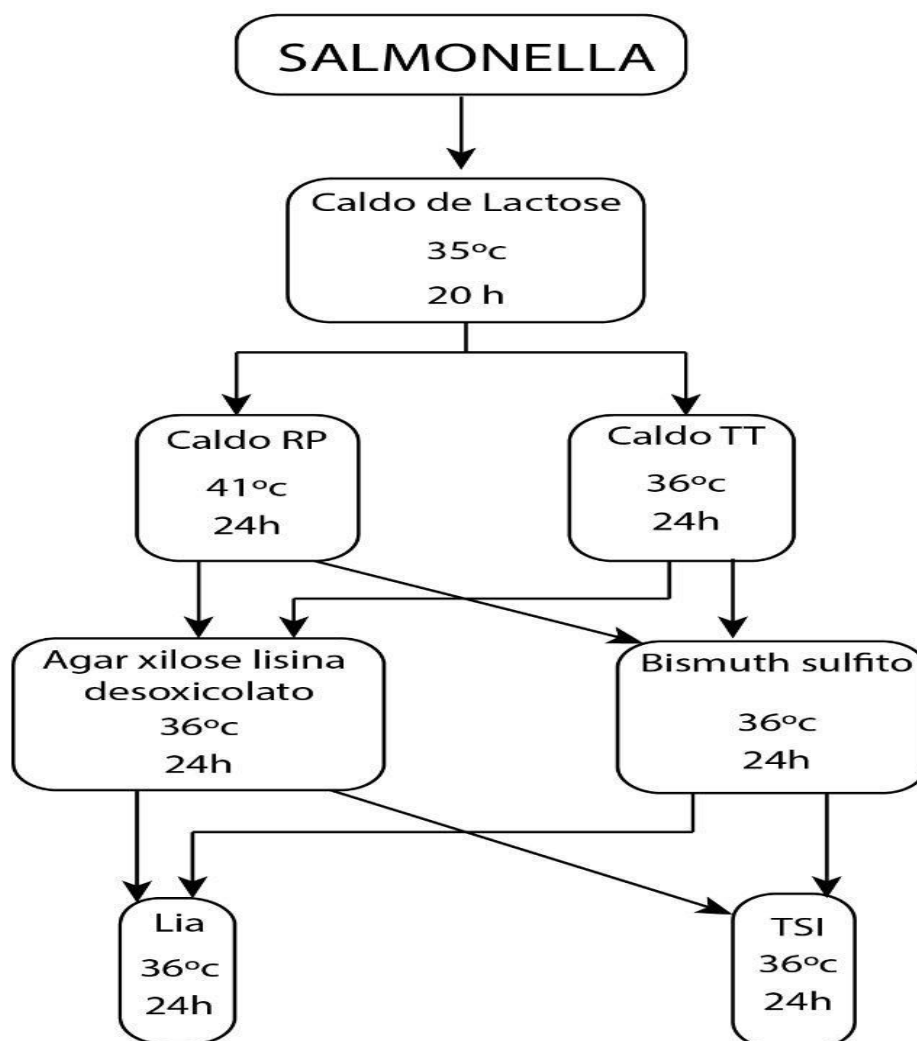 SALMONELLA
Caldo de Lactose
35ºc
20 h
Caldo RP
41ºc
24h
Caldo TT
36ºc
24h
Agar xilose lisina
desoxicolato
36ºc
24h
Bismuth sulfito
36ºc
24h
Lia
36ºc
24h
TSI
36ºc
24h